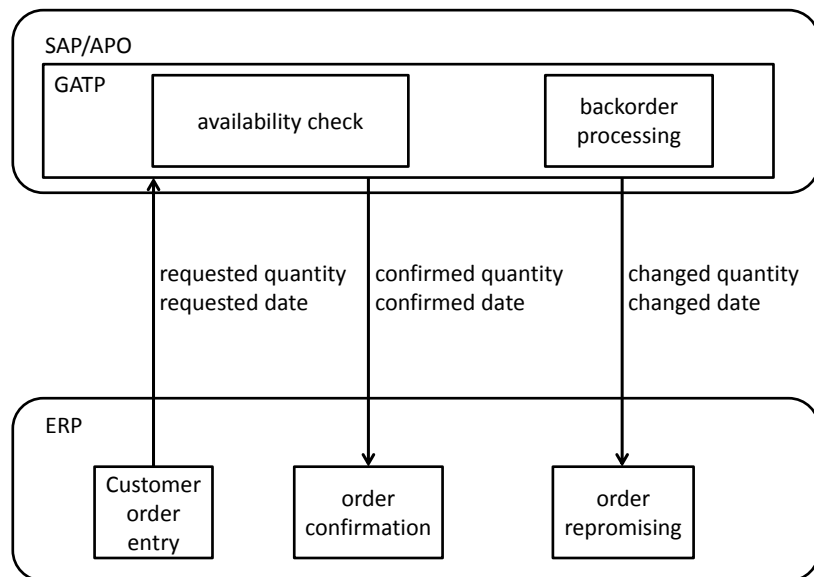 SAP/APO
GATP
availability check
backorder
processing
requested quantity
requested date
confirmed quantity
confirmed date
changed quantity
changed date
ERP
Customer
order
entry
order
confirmation
order
repromising